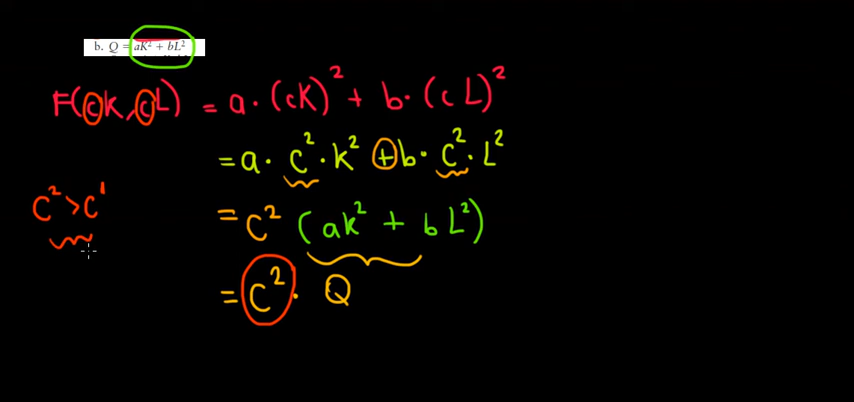 b. Q = aK² + bL²
F(cK, cL) = a · (cK)² + b · (cL)²
= a · c² · k² + b · c² · L²
c² > c¹
= c² (ak² + bL²)
= c² · Q